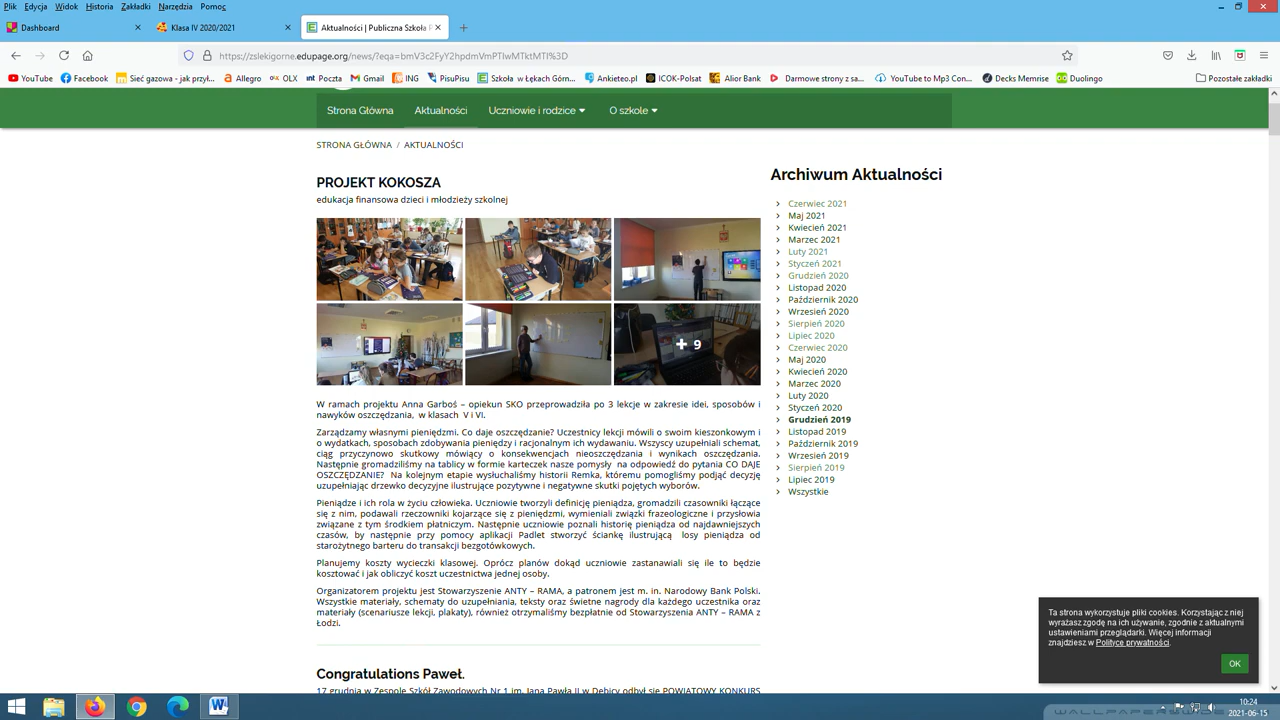 Plik Edycja Widok Historia Zakładki Narzędzia Pomoc
Dashboard
Klasa IV 2020/2021
Aktualności | Publiczna Szkoła P
https://zslekigorne.edupage.org/news/?eqa=bmV3c2FyY2hpdmVmPTIwMTktMTI%3D
YouTube Facebook Sieć gazowa - jak przył... Allegro OLX Poczta Gmail ING PisuPisu Szkoła w Łękach Górn... Ankieteo.pl ICOK-Polsat Alior Bank Darmowe strony z sa... YouTube to Mp3 Con... Decks Memrise Duolingo Pozostałe zakładki
Strona Główna Aktualności Uczniowie i rodzice O szkole
STRONA GŁÓWNA / AKTUALNOŚCI
PROJEKT KOKOSZA
edukacja finansowa dzieci i młodzieży szkolnej
+ 9
W ramach projektu Anna Garboś – opiekun SKO przeprowadziła po 3 lekcje w zakresie idei, sposobów i
nawyków oszczędzania, w klasach V i VI.
Zarządzamy własnymi pieniędzmi. Co daje oszczędzanie? Uczestnicy lekcji mówili o swoim kieszonkowym i
o wydatkach, sposobach zdobywania pieniędzy i racjonalnym ich wydawaniu. Wszyscy uzupełniali schemat,
ciąg przyczynowo skutkowy mówiący o konsekwencjach nieoszczędzania i wynikach oszczędzania.
Następnie gromadziliśmy na tablicy w formie karteczek nasze pomysły na odpowiedź do pytania CO DAJE
OSZCZĘDZANIE? Na kolejnym etapie wysłuchaliśmy historii Remka, któremu pomogliśmy podjąć decyzję
uzupełniając drzewko decyzyjne ilustrujące pozytywne i negatywne skutki pojętych wyborów.
Pieniądze i ich rola w życiu człowieka. Uczniowie tworzyli definicję pieniądza, gromadzili czasowniki łączące
się z nim, podawali rzeczowniki kojarzące się z pieniędzmi, wymieniali związki frazeologiczne i przysłowia
związane z tym środkiem płatniczym. Następnie uczniowie poznali historię pieniądza od najdawniejszych
czasów, by następnie przy pomocy aplikacji Padlet stworzyć ściankę ilustrującą losy pieniądza od
starożytnego barteru do transakcji bezgotówkowych.
Planujemy koszty wycieczki klasowej. Oprócz planów dokąd uczniowie zastanawiali się ile to będzie
kosztować i jak obliczyć koszt uczestnictwa jednej osoby.
Organizatorem projektu jest Stowarzyszenie ANTY – RAMA, a patronem jest m. in. Narodowy Bank Polski.
Wszystkie materiały, schematy do uzupełniania, teksty oraz świetne nagrody dla każdego uczestnika oraz
materiały (scenariusze lekcji, plakaty), również otrzymaliśmy bezpłatnie od Stowarzyszenia ANTY – RAMA z
Łodzi.
Congratulations Paweł.
17 grudnia w Zespole Szkół Zawodowych Nr 1 im. Jana Pawła II w Dębicy odbył się POWIATOWY KONKURS
Archiwum Aktualności
Czerwiec 2021
Maj 2021
Kwiecień 2021
Marzec 2021
Luty 2021
Styczeń 2021
Grudzień 2020
Listopad 2020
Październik 2020
Wrzesień 2020
Sierpień 2020
Lipiec 2020
Czerwiec 2020
Maj 2020
Kwiecień 2020
Marzec 2020
Luty 2020
Styczeń 2020
Grudzień 2019
Listopad 2019
Październik 2019
Wrzesień 2019
Sierpień 2019
Lipiec 2019
Wszystkie
Ta strona wykorzystuje pliki cookies. Korzystając z niej
wyrażasz zgodę na ich używanie, zgodnie z aktualnymi
ustawieniami przeglądarki. Więcej informacji
znajdziesz w Polityce prywatności.
OK
10:24
2021-06-15